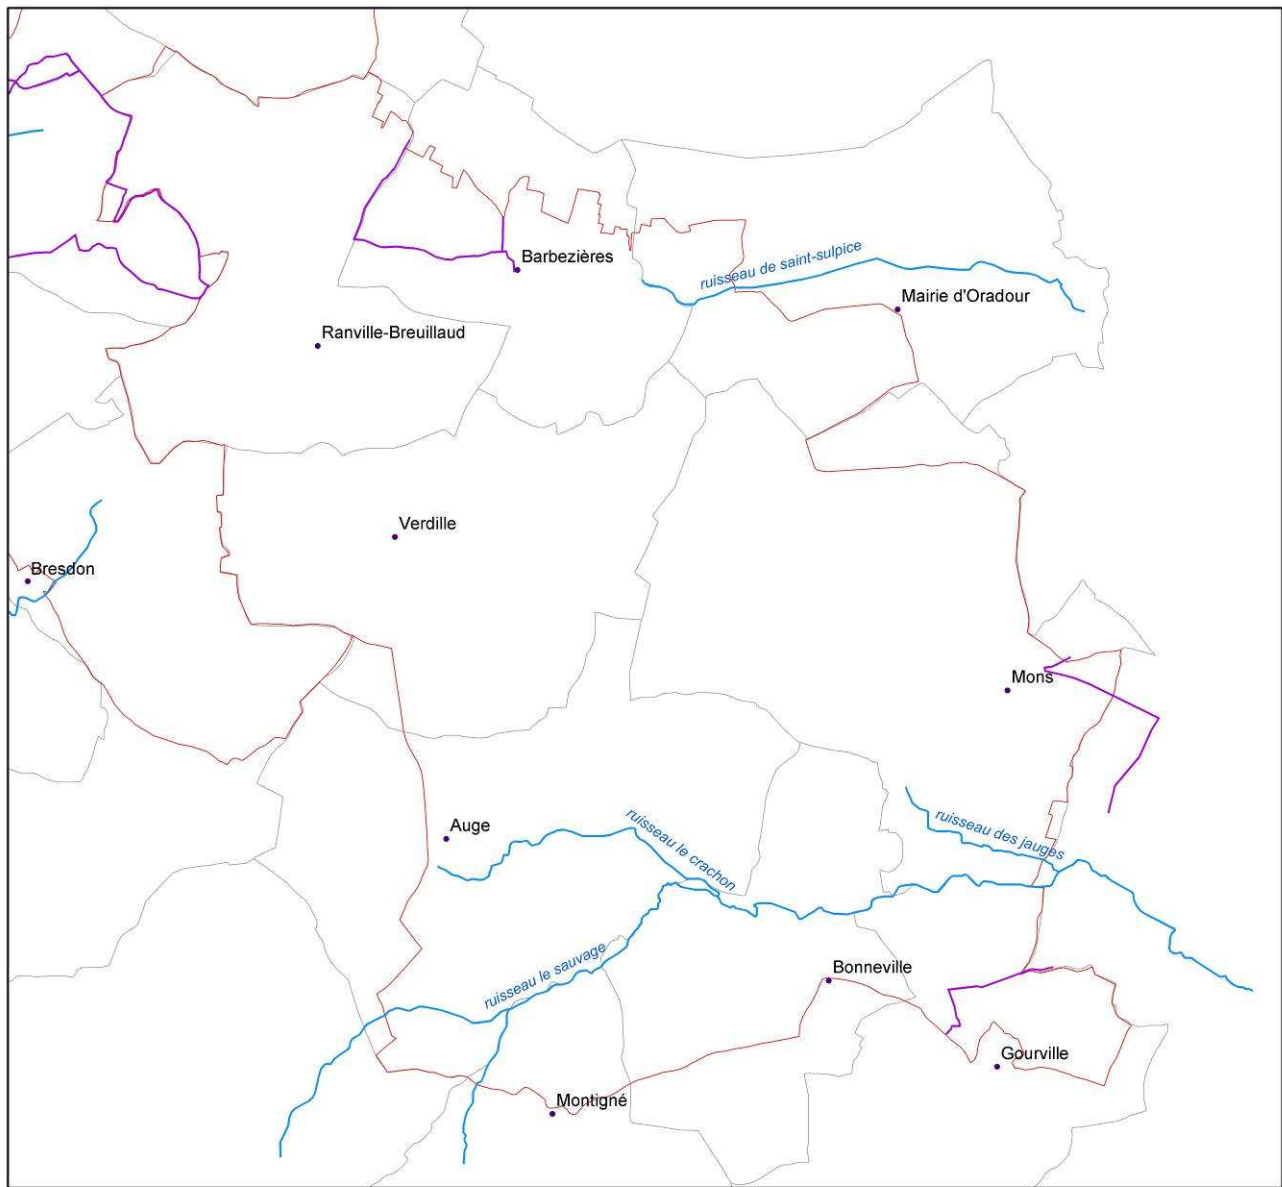 Barbezières
ruisseau de saint-sulpice
Mairie d'Oradour
Ranville-Breuillaud
Verdille
Bresdon
Mons
Auge
ruisseau le crachon
ruisseau des jauges
ruisseau le sauvage
Bonneville
Gourville
Montigné